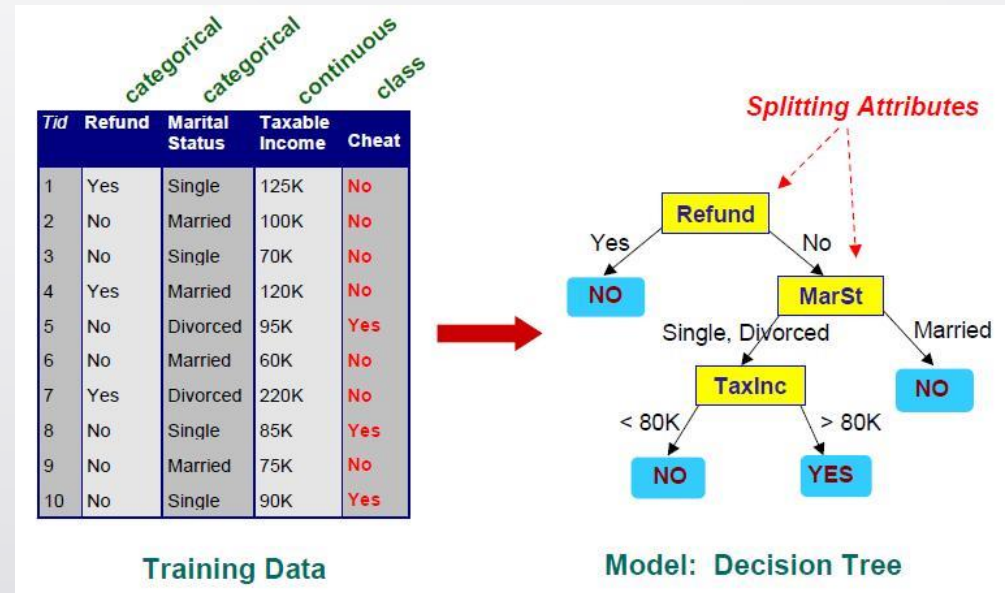 categorical categorical continuous class
Tid Refund Marital Status Taxable Income Cheat
1 Yes Single 125K No
2 No Married 100K No
3 No Single 70K No
4 Yes Married 120K No
5 No Divorced 95K Yes
6 No Married 60K No
7 Yes Divorced 220K No
8 No Single 85K Yes
9 No Married 75K No
10 No Single 90K Yes
Training Data
Splitting Attributes
Refund
Yes No
NO MarSt
Single, Divorced Married
TaxInc NO
< 80K > 80K
NO YES
Model: Decision Tree